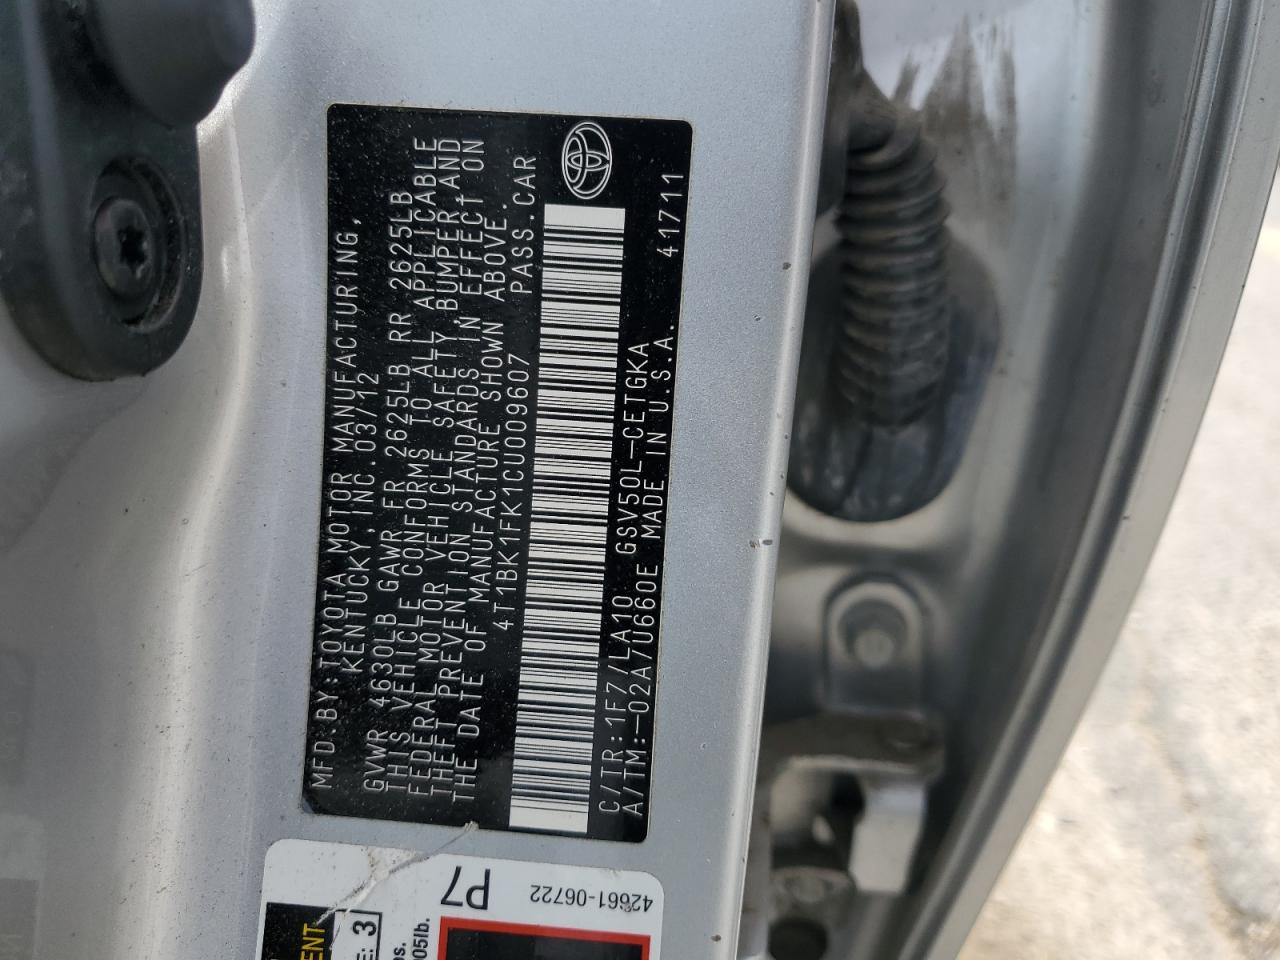 MFD.BY:TOYOTA MOTOR MANUFACTURING,
KENTUCKY,INC.03/12
GVWR 4630LB GAWR FR 2625LB RR 2625LB
THIS VEHICLE CONFORMS TO ALL APPLICABLE
FEDERAL MOTOR VEHICLE SAFETY, BUMPER, AND
THEFT PREVENTION STANDARDS IN EFFECT ON
THE DATE OF MANUFACTURE SHOWN ABOVE.
4T1BK1FK1CU009607 PASS.CAR
C/TR:1F7/LA10 GSV50L-CETGKA
A/TM:-02A/U660E MADE IN U.S.A. 41711
P7
42661-06722
3
005lb.